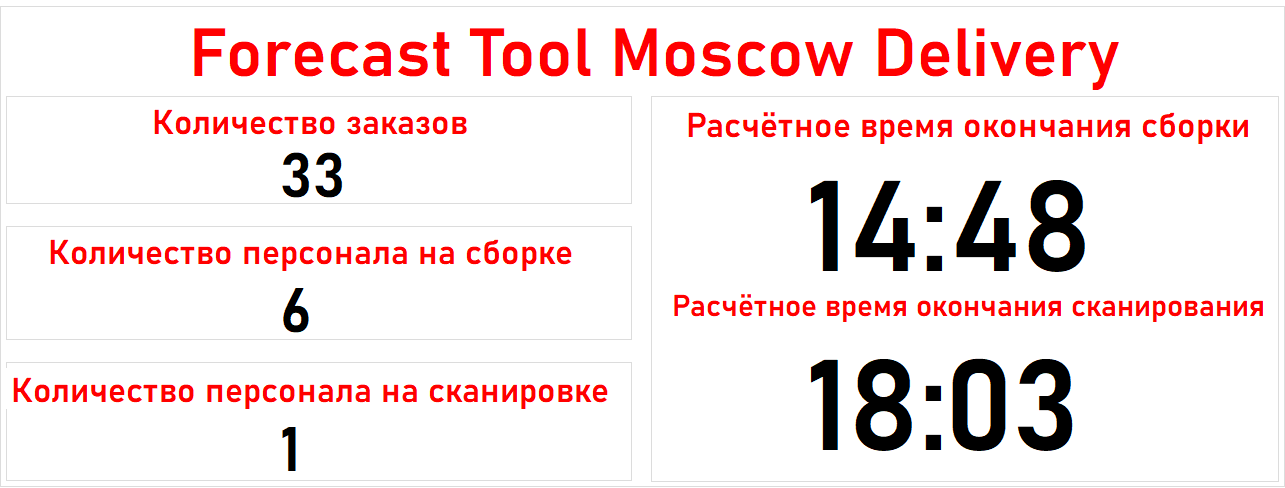 Forecast Tool Moscow Delivery
Количество заказов
33
Количество персонала на сборке
6
Количество персонала на сканировке
1
Расчётное время окончания сборки
14:48
Расчётное время окончания сканирования
18:03